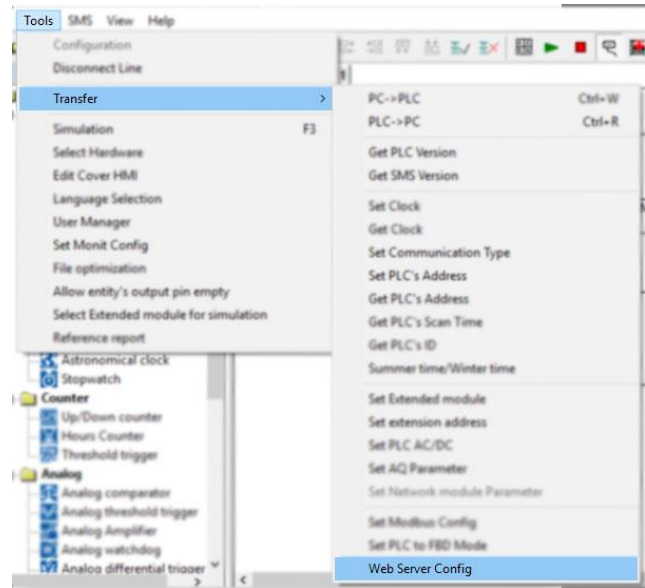 Tools SMS View Help
Configuration
Disconnect Line
Transfer >
Simulation F3
Select Hardware
Edit Cover HMI
Language Selection
User Manager
Set Monit Config
File optimization
Allow entity's output pin empty
Select Extended module for simulation
Reference report
PC->PLC Ctrl+W
PLC->PC Ctrl+R
Get PLC Version
Get SMS Version
Set Clock
Get Clock
Set Communication Type
Set PLC's Address
Get PLC's Address
Get PLC's Scan Time
Get PLC's ID
Summer time/Winter time
Set Extended module
Set extension address
Set PLC AC/DC
Set AQ Parameter
Set Network module Parameter
Set Modbus Config
Set PLC to FBD Mode
Web Server Config
Astronomical clock
Stopwatch
Counter
Up/Down counter
Hours Counter
Threshold trigger
Analog
Analog comparator
Analog threshold trigger
Analog Amplifier
Analog watchdog
Analog differential trigger